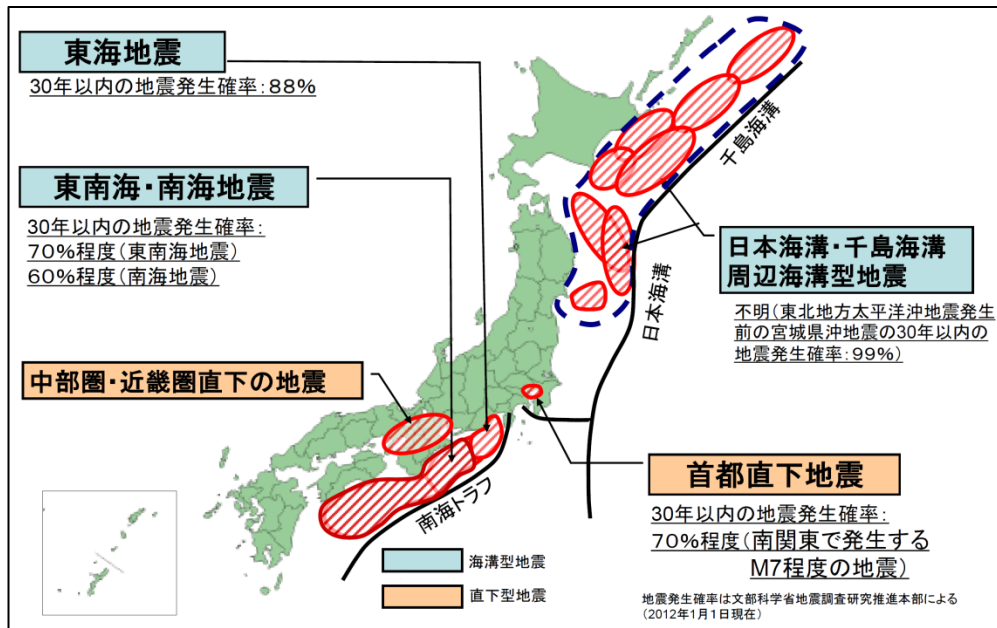 東海地震
30年以内の地震発生確率：88%
東南海・南海地震
30年以内の地震発生確率：
70%程度（東南海地震）
60%程度（南海地震）
中部圏・近畿圏直下の地震
千島海溝
日本海溝・千島海溝
周辺海溝型地震
不明（東北地方太平洋沖地震発生
前の宮城県沖地震の30年以内の
地震発生確率：99%）
日本海溝
首都直下地震
30年以内の地震発生確率：
70%程度（南関東で発生する
M7程度の地震）
南海トラフ
海溝型地震
直下型地震
地震発生確率は文部科学省地震調査研究推進本部による
（2012年1月1日現在）